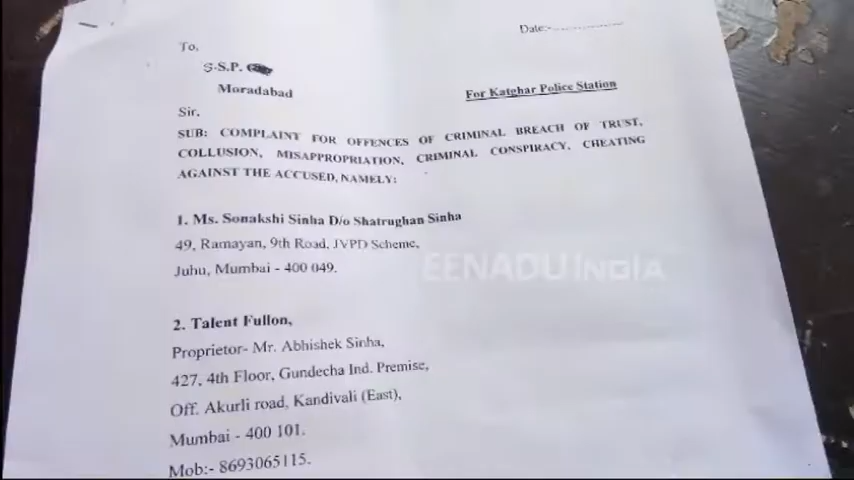 Date:-..................
To,
S.S.P.
Moradabad
For Katghar Police Station
Sir.
SUB: COMPLAINT FOR OFFENCES OF CRIMINAL BREACH OF TRUST,
COLLUSION, MISAPPROPRIATION, CRIMINAL CONSPIRACY, CHEATING
AGAINST THE ACCUSED, NAMELY:
1. Ms. Sonakshi Sinha D/o Shatrughan Sinha
49, Ramayan, 9th Road, JVPD Scheme,
Juhu, Mumbai - 400 049.
EENADU INDIA
2. Talent Fullon,
Proprietor- Mr. Abhishek Sinha,
427, 4th Floor, Gundecha Ind. Premise,
Off. Akurli road, Kandivali (East),
Mumbai - 400 101.
Mob:- 8693065115.